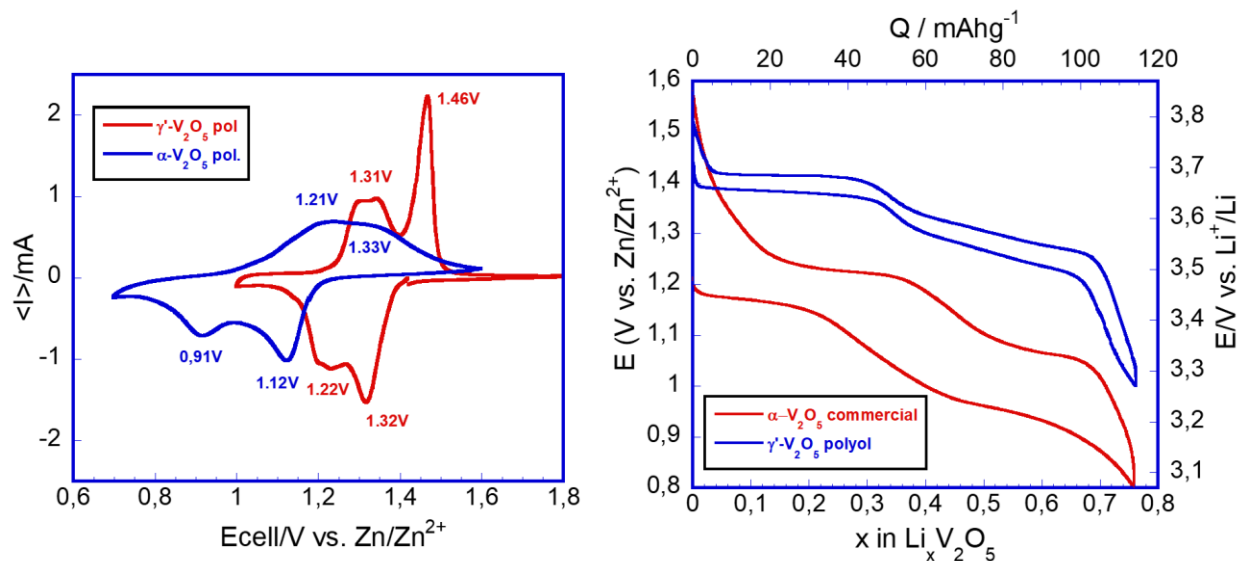 2
1
0
-1
-2
<I>/mA
γ'-V₂O₅ pol
α-V₂O₅ pol.
1.46V
1.31V
1.21V
1.33V
0,91V
1.12V
1.22V
1.32V
0,6 0,8 1 1,2 1,4 1,6 1,8
Ecell/V vs. Zn/Zn²⁺
Q / mAhg⁻¹
0 20 40 60 80 100 120
1,6
1,5
1,4
1,3
1,2
1,1
1
0,9
0,8
E (V vs. Zn/Zn²⁺)
3,8
3,7
3,6
3,5
3,4
3,3
3,2
3,1
E/V vs. Li⁺/Li
α–V₂O₅ commercial
γ'-V₂O₅ polyol
0 0,1 0,2 0,3 0,4 0,5 0,6 0,7 0,8
x in LiₓV₂O₅